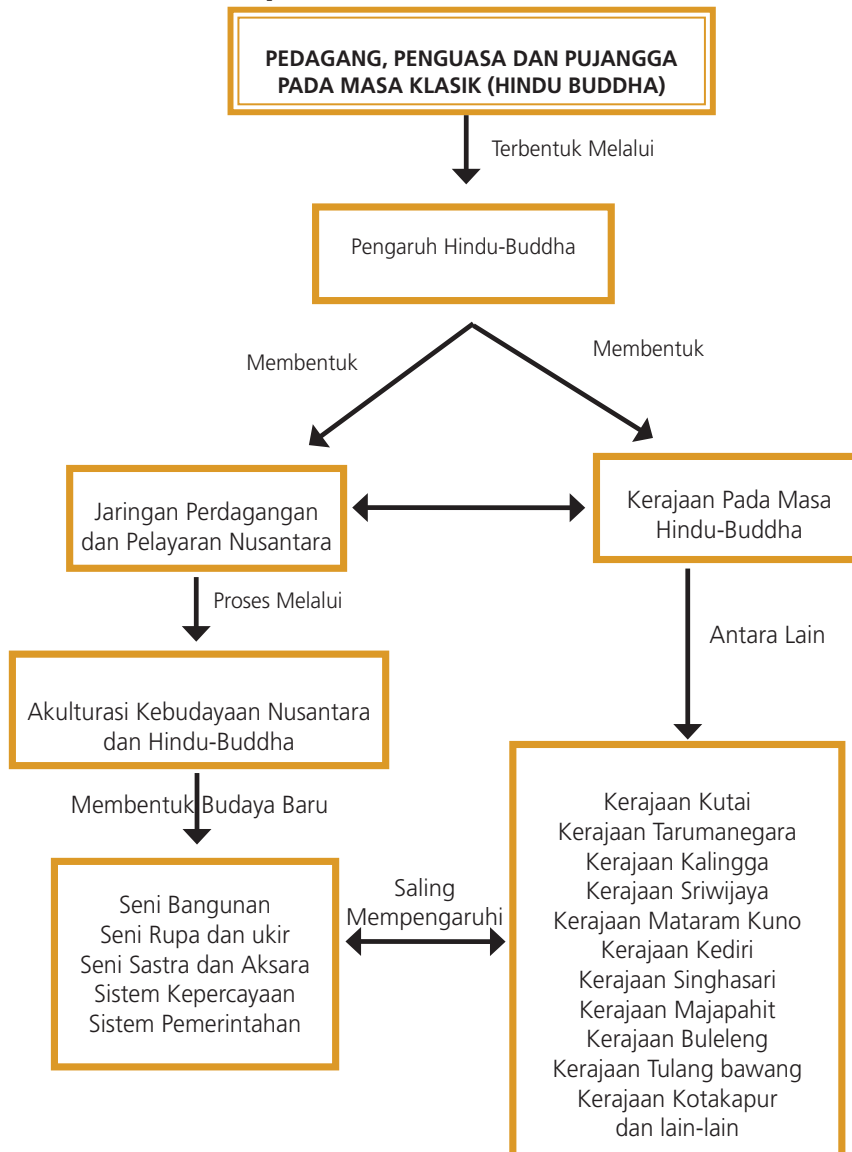 PEDAGANG, PENGUASA DAN PUJANGGA
PADA MASA KLASIK (HINDU BUDDHA)
Terbentuk Melalui
Pengaruh Hindu-Buddha
Membentuk
Membentuk
Jaringan Perdagangan
dan Pelayaran Nusantara
Kerajaan Pada Masa
Hindu-Buddha
Proses Melalui
Antara Lain
Akulturasi Kebudayaan Nusantara
dan Hindu-Buddha
Membentuk Budaya Baru
Seni Bangunan
Seni Rupa dan ukir
Seni Sastra dan Aksara
Sistem Kepercayaan
Sistem Pemerintahan
Saling
Mempengaruhi
Kerajaan Kutai
Kerajaan Tarumanegara
Kerajaan Kalingga
Kerajaan Sriwijaya
Kerajaan Mataram Kuno
Kerajaan Kediri
Kerajaan Singhasari
Kerajaan Majapahit
Kerajaan Buleleng
Kerajaan Tulang bawang
Kerajaan Kotakapur
dan lain-lain